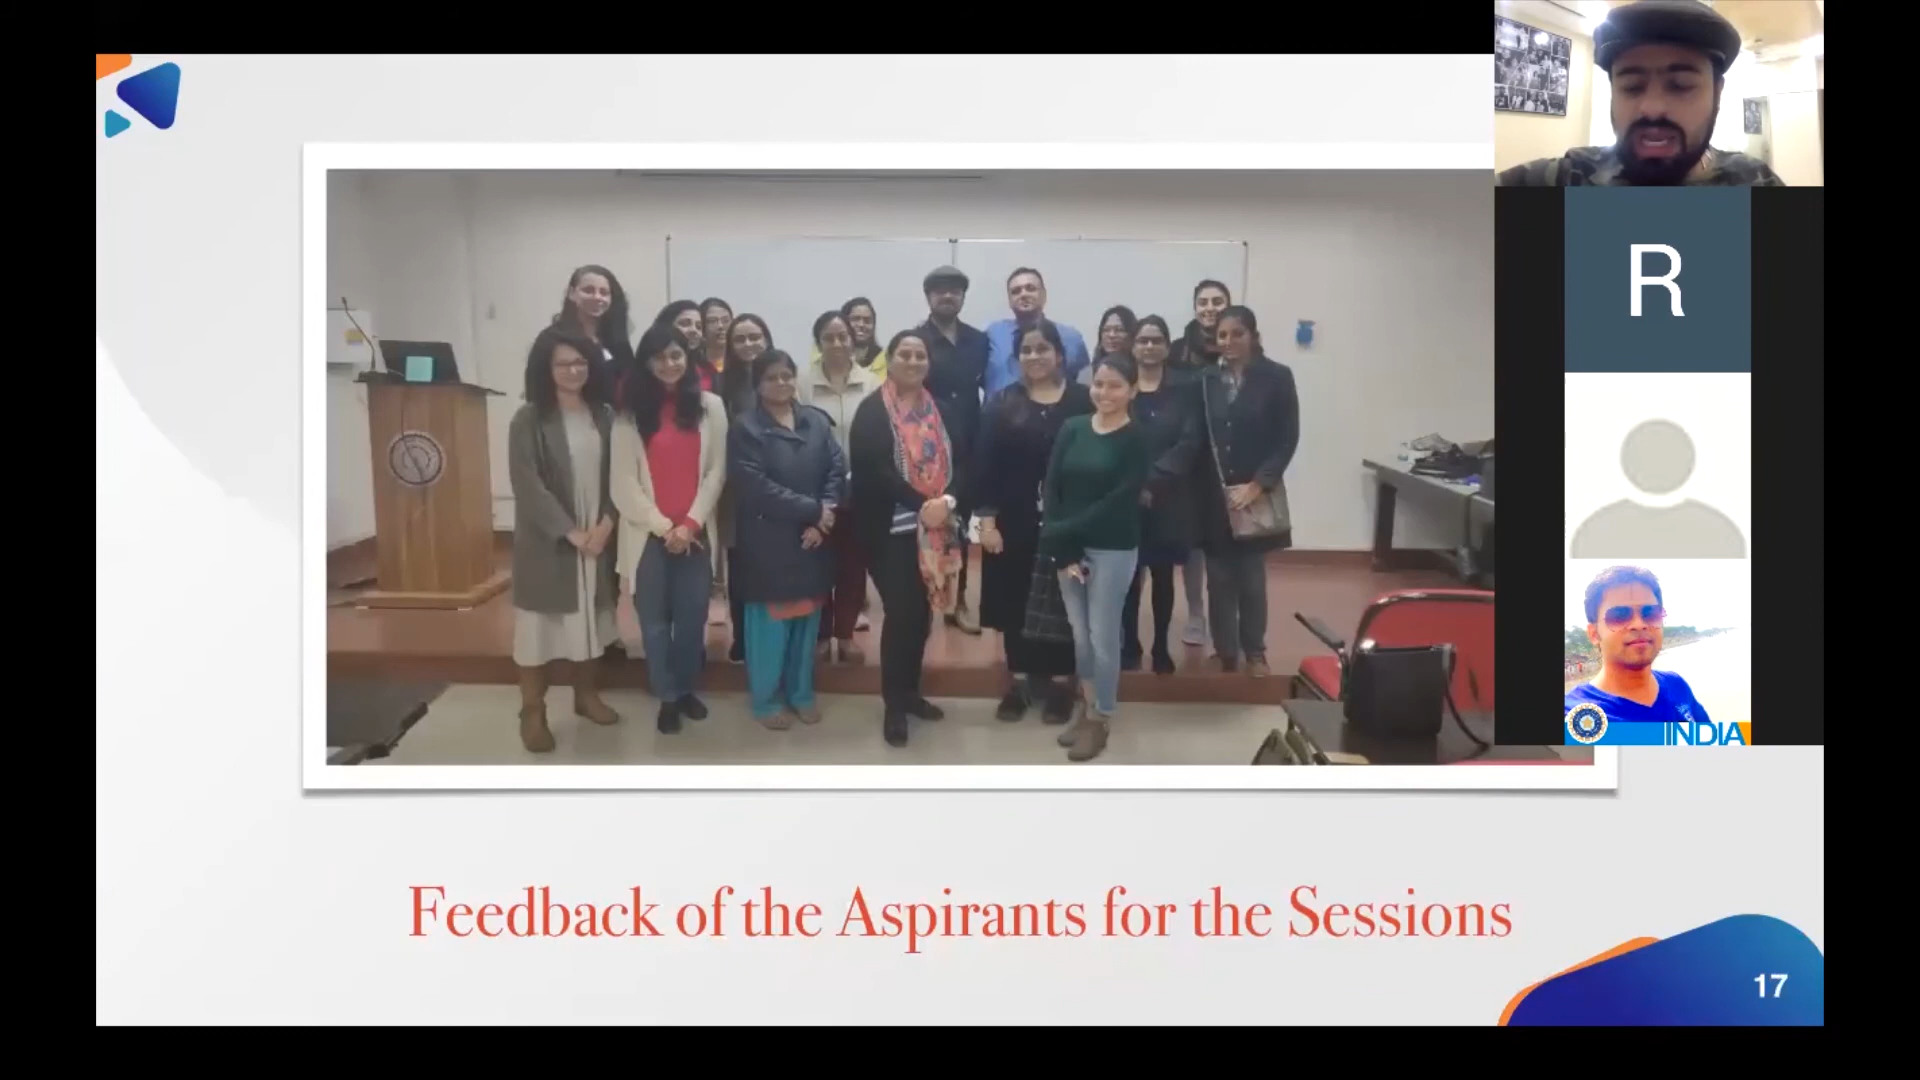 R
INDIA
Feedback of the Aspirants for the Sessions
17